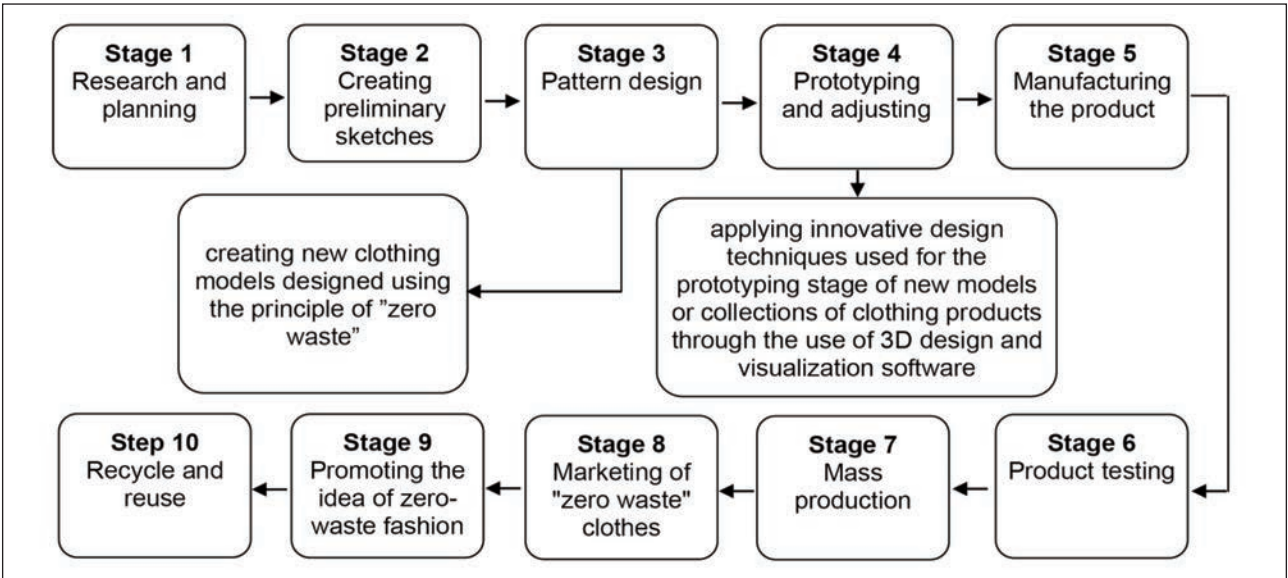 Stage 1
Research and
planning
Stage 2
Creating
preliminary
sketches
Stage 3
Pattern design
Stage 4
Prototyping
and adjusting
Stage 5
Manufacturing
the product
creating new clothing
models designed using
the principle of ”zero
waste”
applying innovative design
techniques used for the
prototyping stage of new models
or collections of clothing products
through the use of 3D design and
visualization software
Stage 6
Product testing
Stage 7
Mass
production
Stage 8
Marketing of
"zero waste"
clothes
Stage 9
Promoting the
idea of zero-
waste fashion
Step 10
Recycle and
reuse